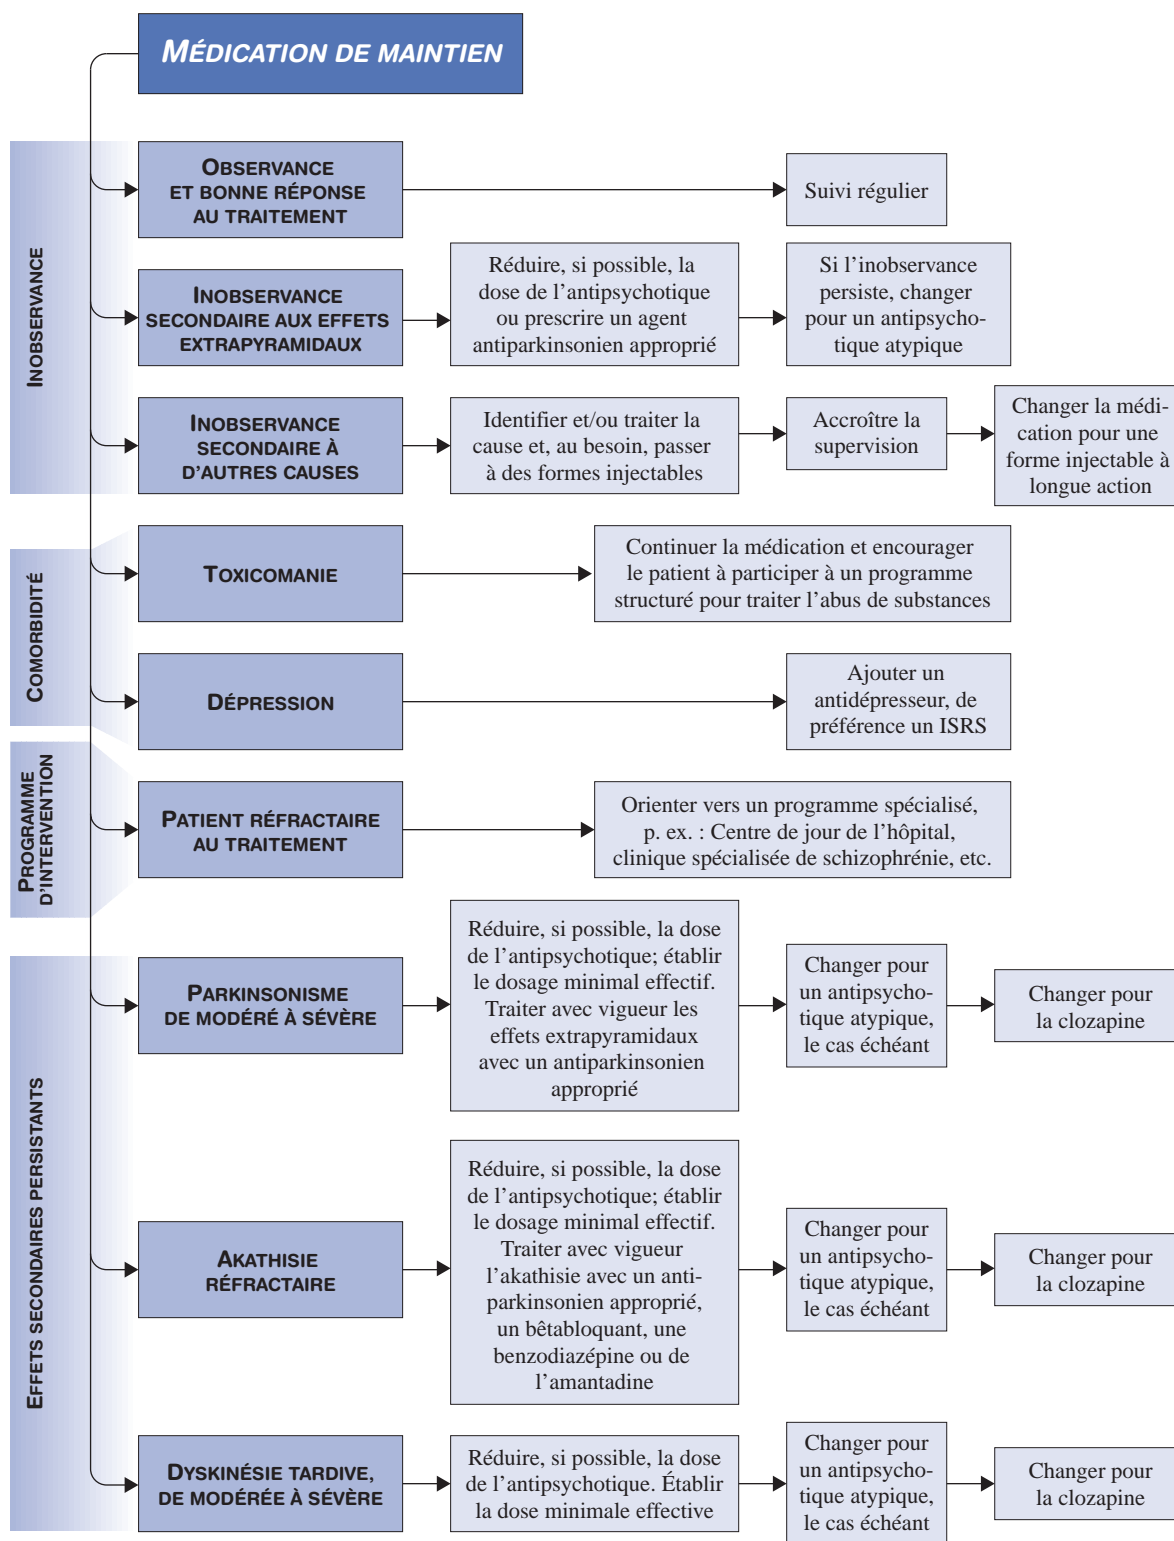 MÉDICATION DE MAINTIEN
INOBSERVANCE
OBSERVANCE
ET BONNE RÉPONSE
AU TRAITEMENT
Suivi régulier
INOBSERVANCE
SECONDAIRE AUX EFFETS
EXTRAPYRAMIDAUX
Réduire, si possible, la
dose de l’antipsychotique
ou prescrire un agent
antiparkinsonien approprié
Si l’inobservance
persiste, changer
pour un antipsycho-
tique atypique
INOBSERVANCE
SECONDAIRE À
D’AUTRES CAUSES
Identifier et/ou traiter la
cause et, au besoin, passer
à des formes injectables
Accroître la
supervision
Changer la médi-
cation pour une
forme injectable à
longue action
COMORBIDITÉ
TOXICOMANIE
Continuer la médication et encourager
le patient à participer à un programme
structuré pour traiter l’abus de substances
DÉPRESSION
Ajouter un
antidépresseur, de
préférence un ISRS
PROGRAMME
D’INTERVENTION
PATIENT RÉFRACTAIRE
AU TRAITEMENT
Orienter vers un programme spécialisé,
p. ex. : Centre de jour de l’hôpital,
clinique spécialisée de schizophrénie, etc.
EFFETS SECONDAIRES PERSISTANTS
PARKINSONISME
DE MODÉRÉ À SÉVÈRE
Réduire, si possible, la dose
de l’antipsychotique; établir
le dosage minimal effectif.
Traiter avec vigueur les
effets extrapyramidaux
avec un antiparkinsonien
approprié
Changer pour
un antipsycho-
tique atypique,
le cas échéant
Changer pour
la clozapine
AKATHISIE
RÉFRACTAIRE
Réduire, si possible, la dose
de l’antipsychotique; établir
le dosage minimal effectif.
Traiter avec vigueur
l’akathisie avec un anti-
parkinsonien approprié,
un bêtabloquant, une
benzodiazépine ou de
l’amantadine
Changer pour
un antipsycho-
tique atypique,
le cas échéant
Changer pour
la clozapine
DYSKINÉSIE TARDIVE,
DE MODÉRÉE À SÉVÈRE
Réduire, si possible, la dose
de l’antipsychotique. Établir
la dose minimale effective
Changer pour
un antipsycho-
tique atypique,
le cas échéant
Changer pour
la clozapine